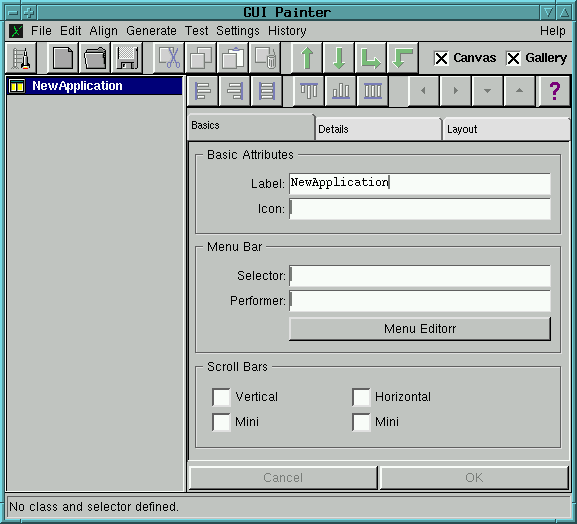 GUI Painter
File Edit Align Generate Test Settings History Help
Canvas Gallery
NewApplication
?
Basics Details Layout
Basic Attributes
Label: NewApplication
Icon:
Menu Bar
Selector:
Performer:
Menu Editorr
Scroll Bars
Vertical Horizontal
Mini Mini
Cancel OK
No class and selector defined.